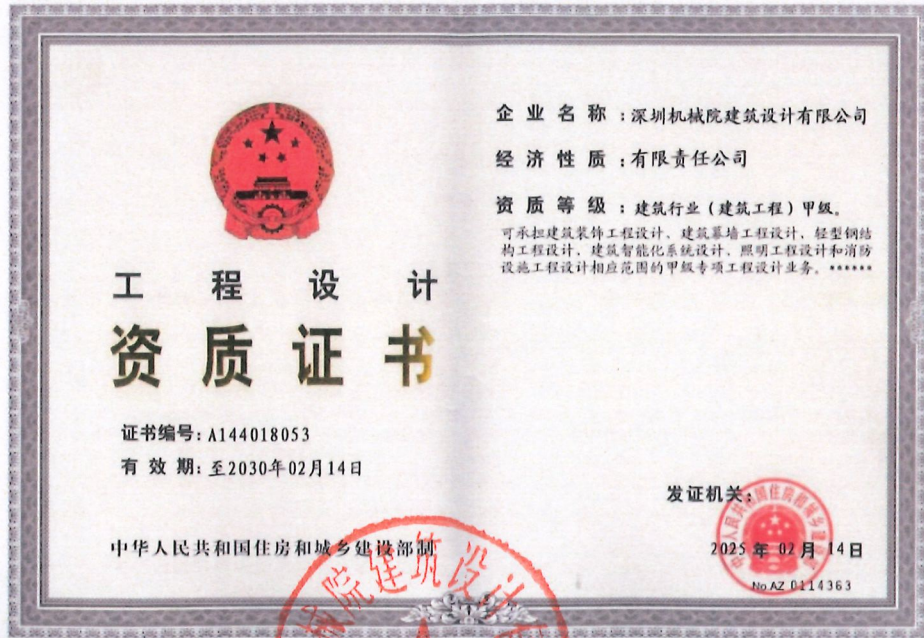 工程设计
资质证书
证书编号：A144018053
有效期：至2030年02月14日
中华人民共和国住房和城乡建设部制
企业名称：深圳机械院建筑设计有限公司
经济性质：有限责任公司
资质等级：建筑行业（建筑工程）甲级。
可承担建筑装饰工程设计、建筑幕墙工程设计、轻型钢结
构工程设计、建筑智能化系统设计、照明工程设计和消防
设施工程设计相应范围的甲级专项工程设计业务。******
发证机关：
2025年02月14日
No AZ 0114363
械院建筑设计